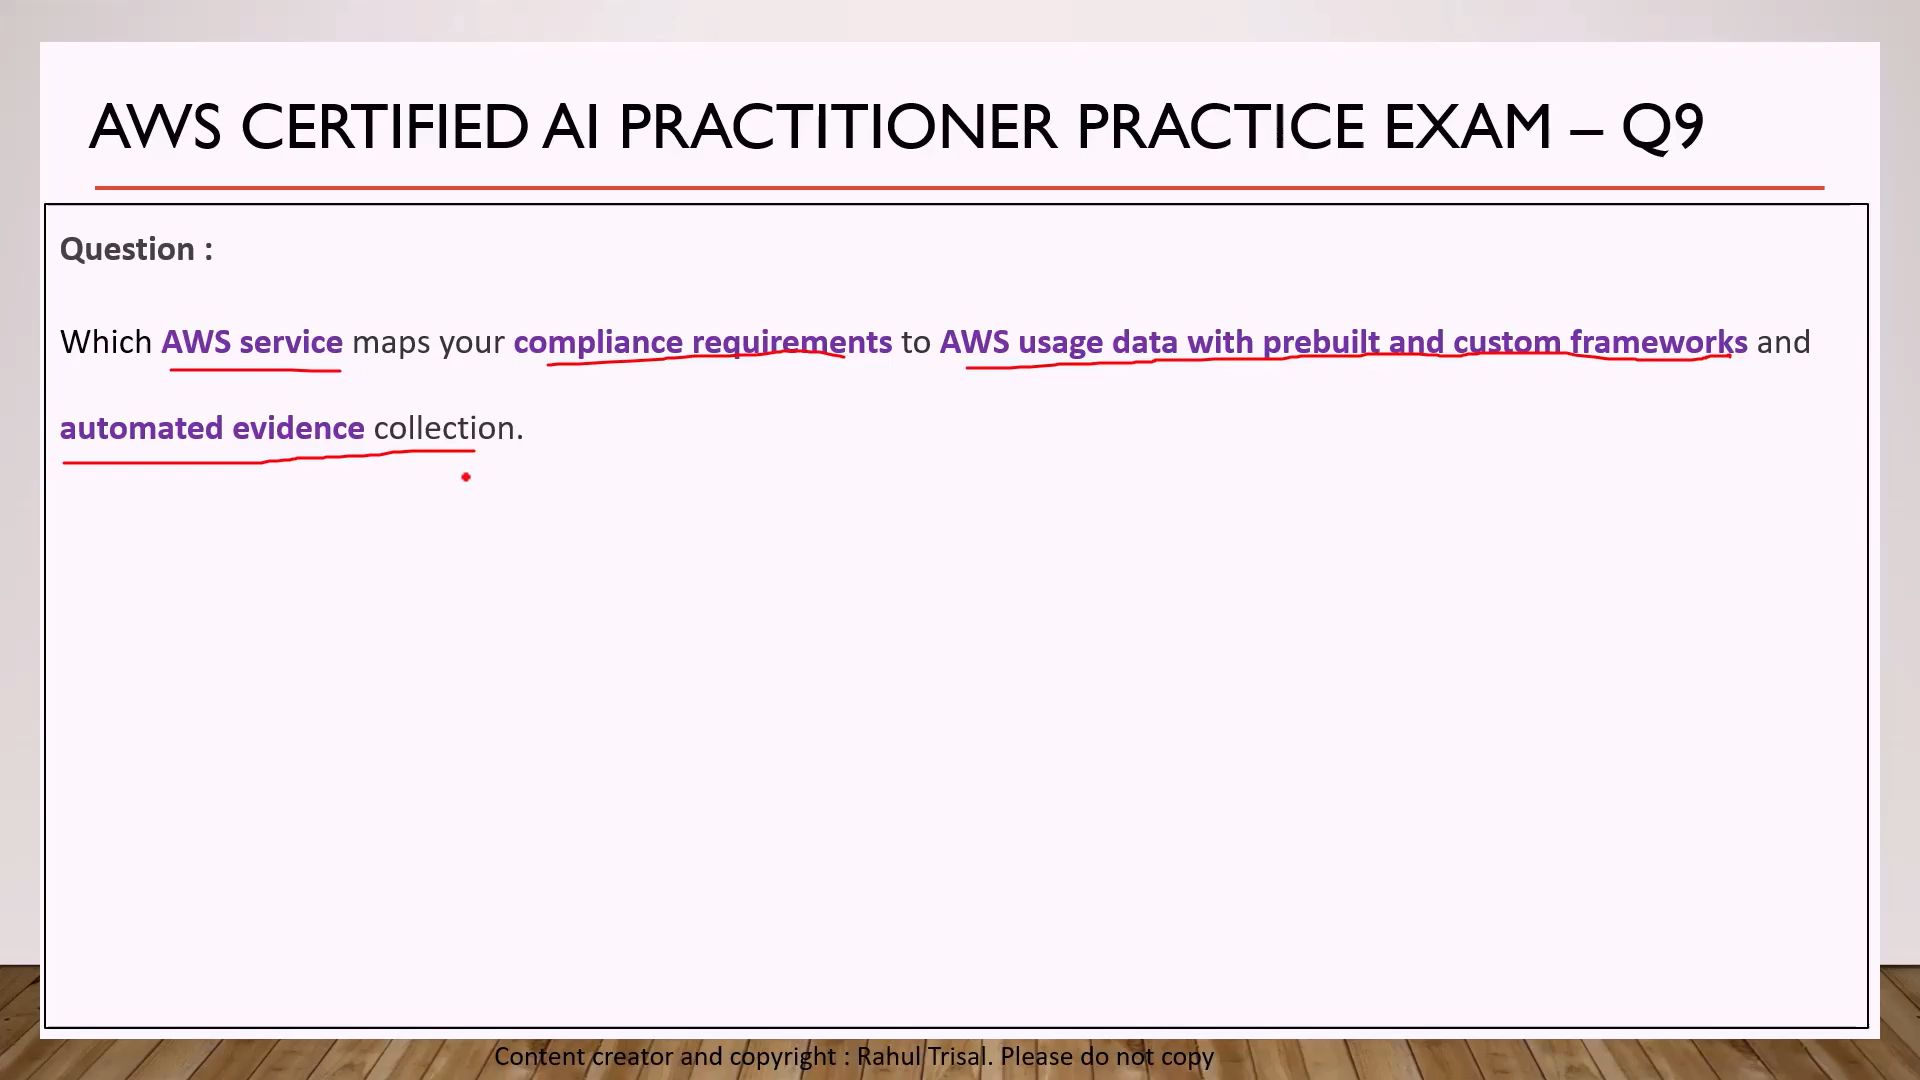 AWS CERTIFIED AI PRACTITIONER PRACTICE EXAM – Q9
Question :
Which AWS service maps your compliance requirements to AWS usage data with prebuilt and custom frameworks and
automated evidence collection.
Content creator and copyright : Rahul Trisal. Please do not copy